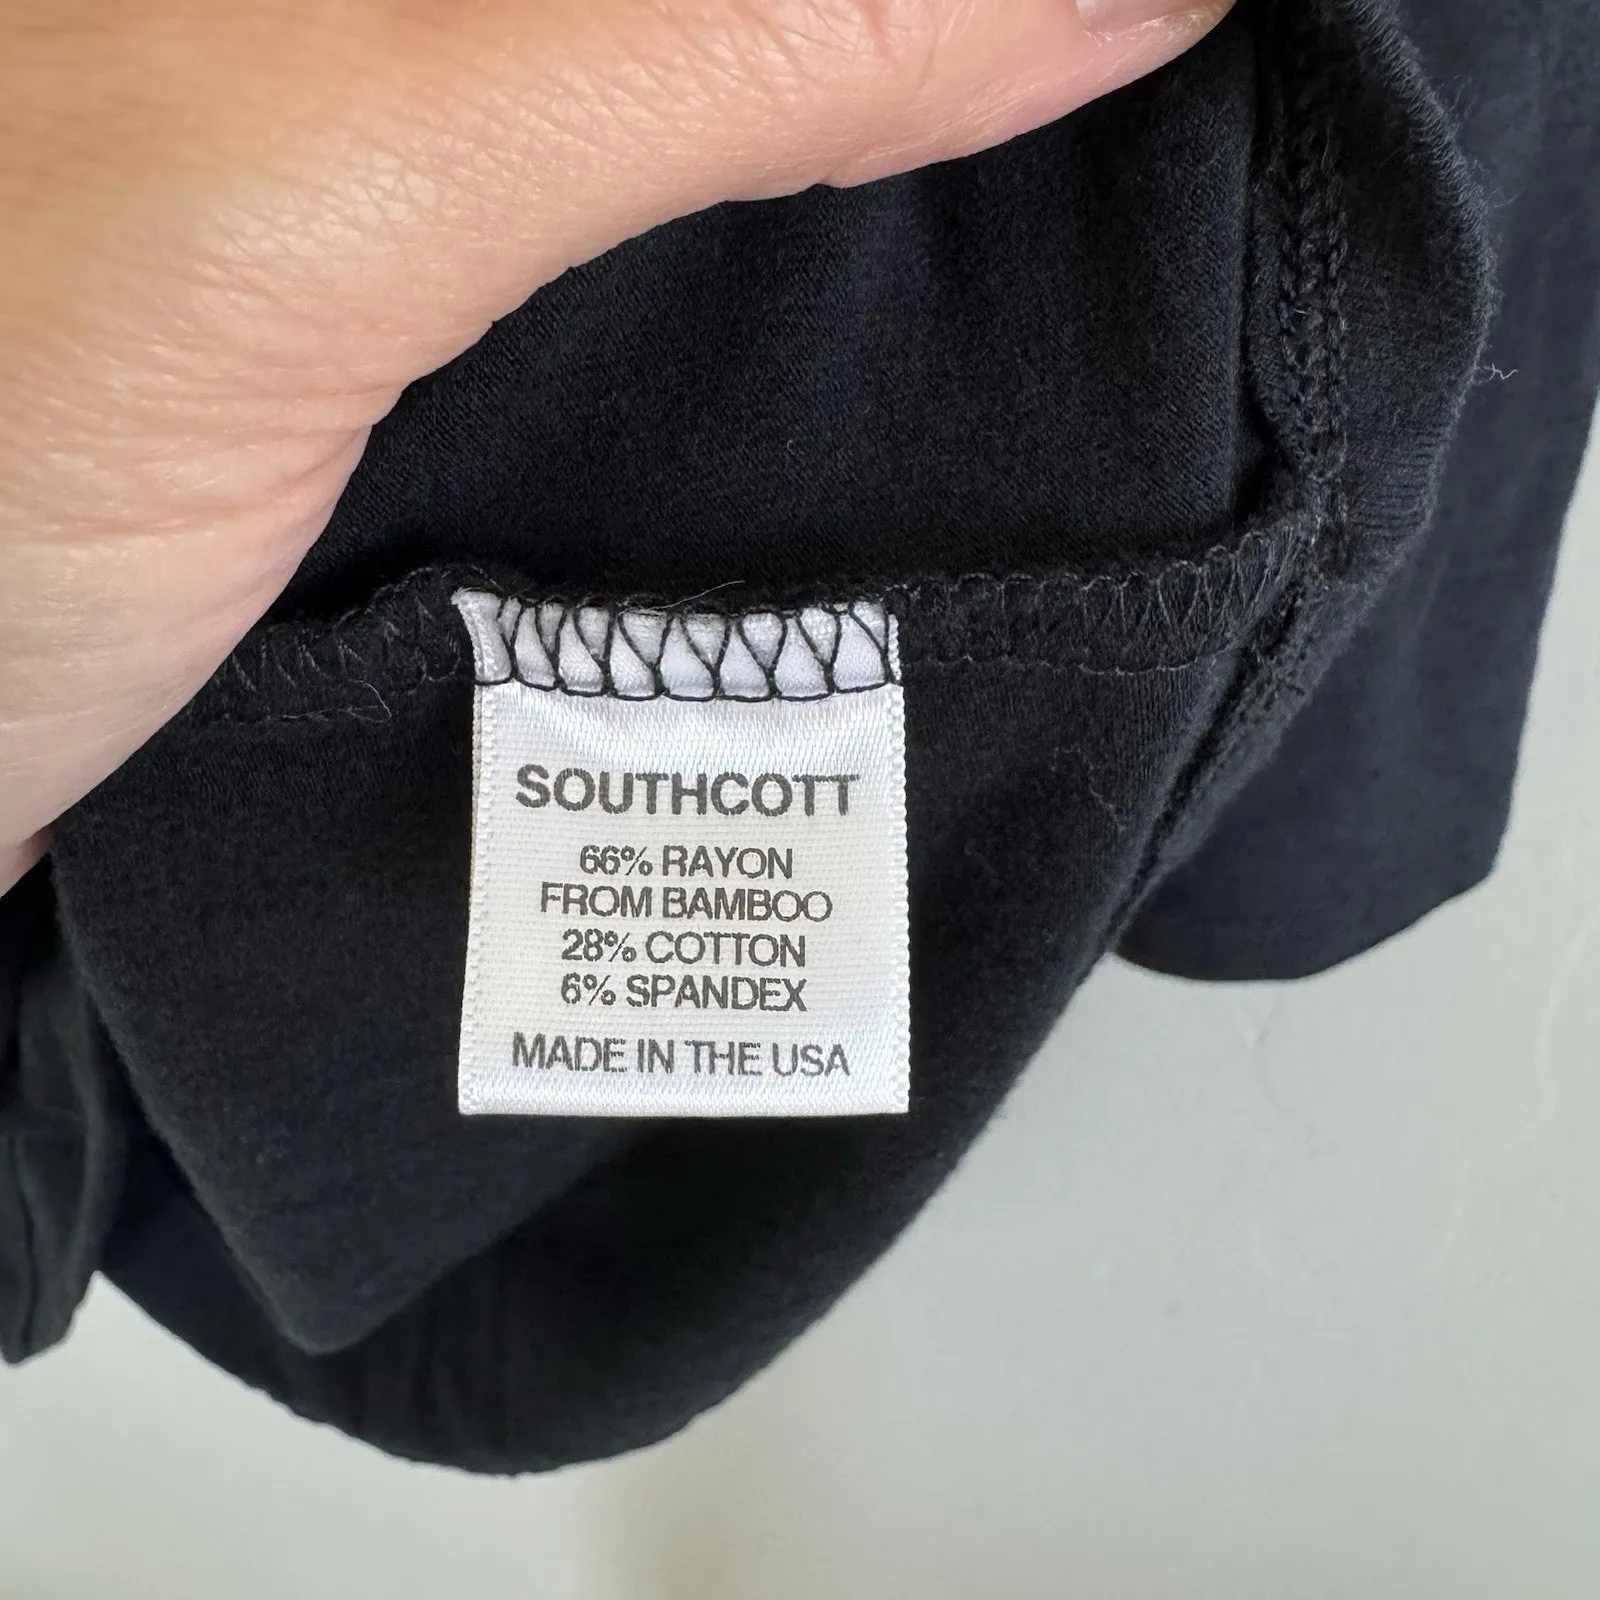 SOUTHCOTT
66% RAYON
FROM BAMBOO
28% COTTON
6% SPANDEX
MADE IN THE USA